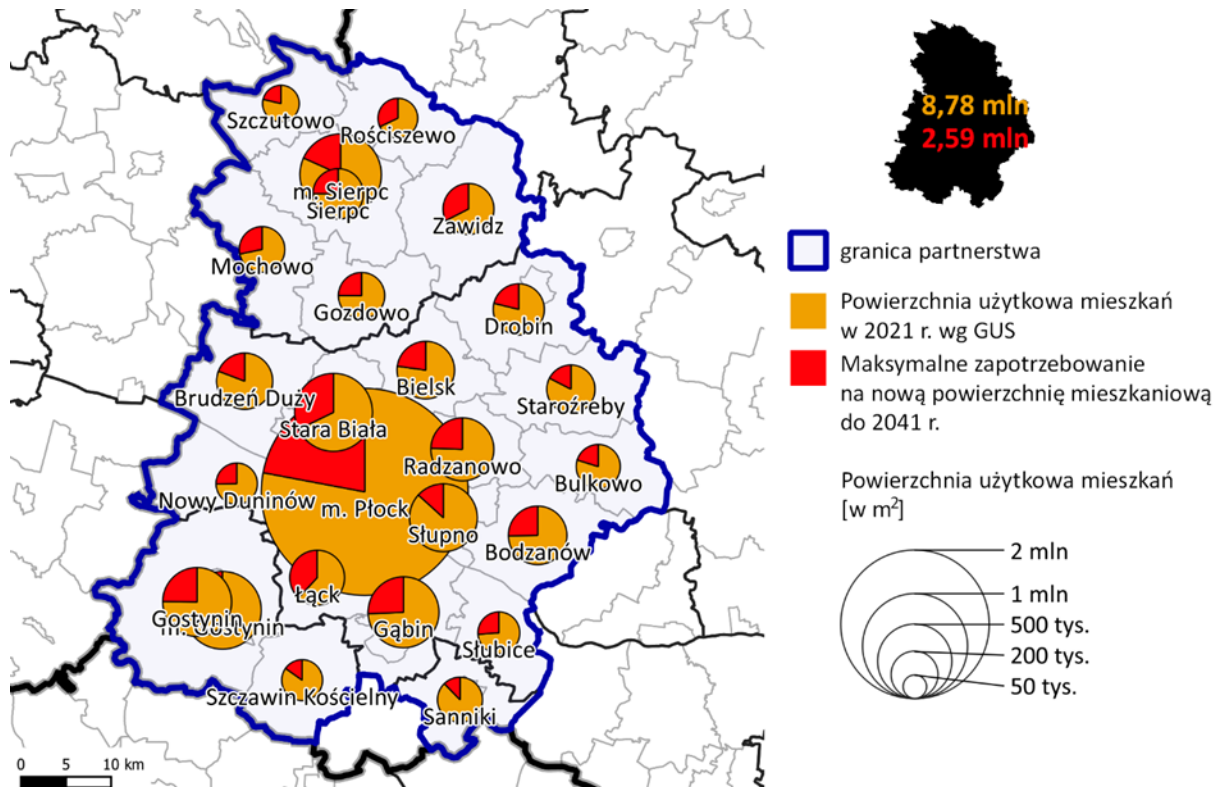 Szczutowo
Rościszewo
m. Sierpc
Sierpc
Zawidz
Mochowo
Gozdowo
Drobin
Brudzeń Duży
Bielsk
Staroźreby
Stara Biała
Radzanowo
Bulkowo
Nowy Duninów
m. Płock
Słupno
Bodzanów
Łąck
Gostynin
m. Gostynin
Gąbin
Słubice
Szczawin Kościelny
Sanniki
0 5 10 km
8,78 mln
2,59 mln
granica partnerstwa
Powierzchnia użytkowa mieszkań
w 2021 r. wg GUS
Maksymalne zapotrzebowanie
na nową powierzchnię mieszkaniową
do 2041 r.
Powierzchnia użytkowa mieszkań
[w m²]
2 mln
1 mln
500 tys.
200 tys.
50 tys.